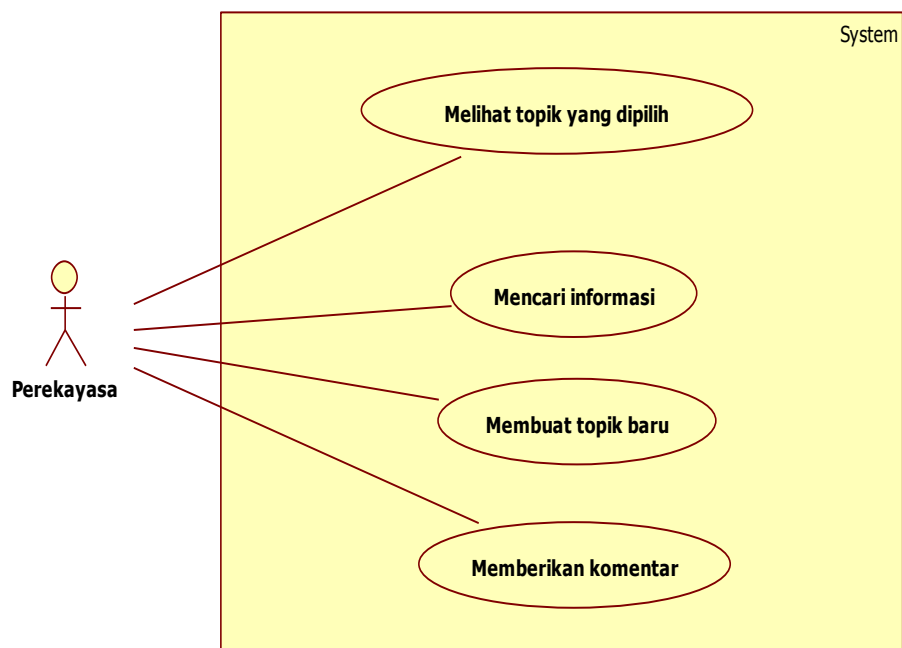 System
Melihat topik yang dipilih
Mencari informasi
Perekayasa
Membuat topik baru
Memberikan komentar